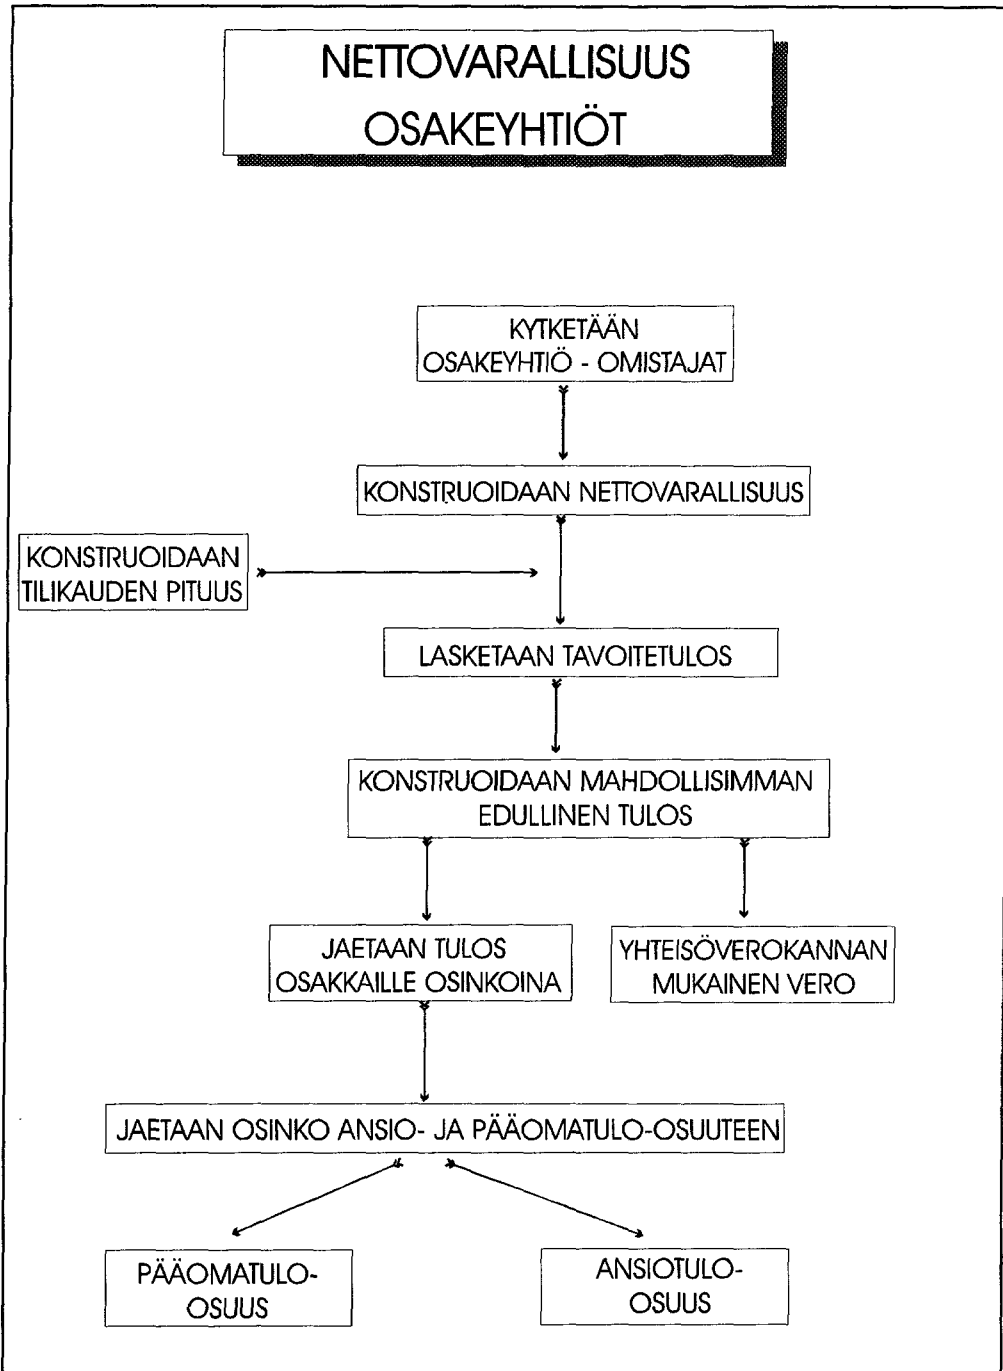 NETTOVARALLISUUS
OSAKEYHTIÖT
KYTKETÄÄN
OSAKEYHTIÖ - OMISTAJAT
KONSTRUOIDAAN NETTOVARALLISUUS
KONSTRUOIDAAN
TILIKAUDEN PITUUS
LASKETAAN TAVOITETULOS
KONSTRUOIDAAN MAHDOLLISIMMAN
EDULLINEN TULOS
JAETAAN TULOS
OSAKKAILLE OSINKOINA
YHTEISÖVEROKANNAN
MUKAINEN VERO
JAETAAN OSINKO ANSIO- JA PÄÄOMATULO-OSUUTEEN
PÄÄOMATULO-
OSUUS
ANSIOTULO-
OSUUS